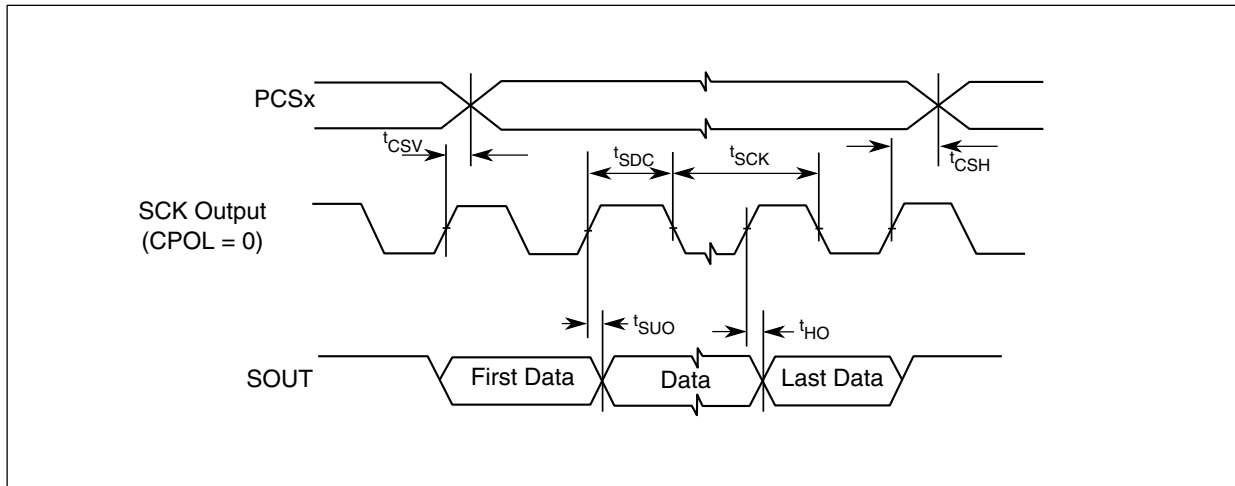 PCSx
tCSV
tSDC
tSCK
tCSH
SCK Output
(CPOL = 0)
tSUO
tHO
SOUT
First Data
Data
Last Data